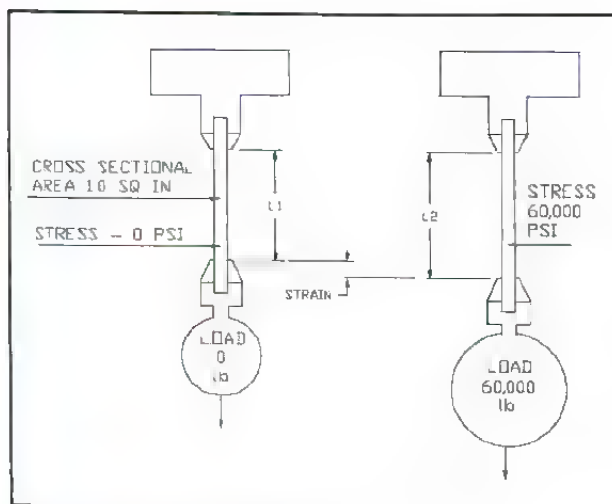 CROSS SECTIONAL
AREA 1.0 SQ IN
STRESS - 0 PSI
L1
STRAIN
LOAD
0
lb
L2
STRESS
60,000
PSI
LOAD
60,000
lb